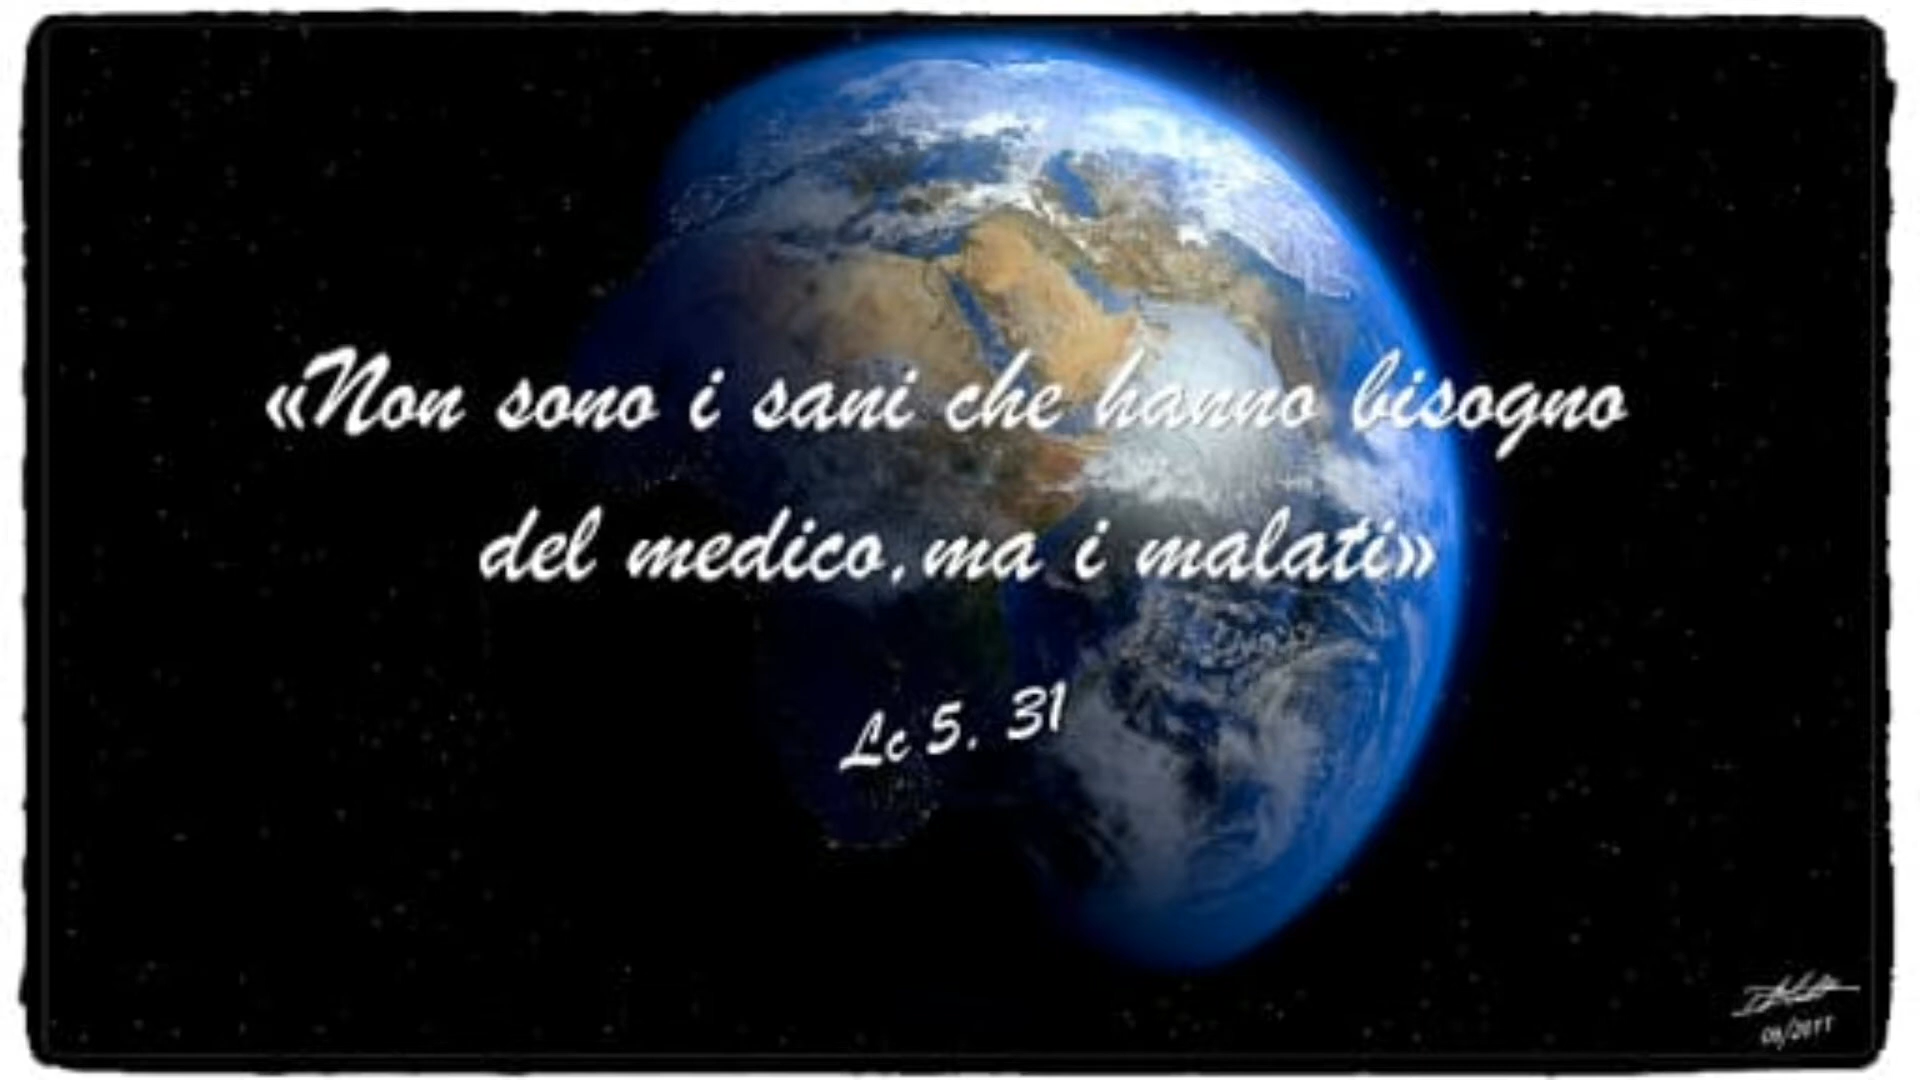 «Non sono i sani che hanno bisogno
del medico, ma i malati»
Lc 5. 31